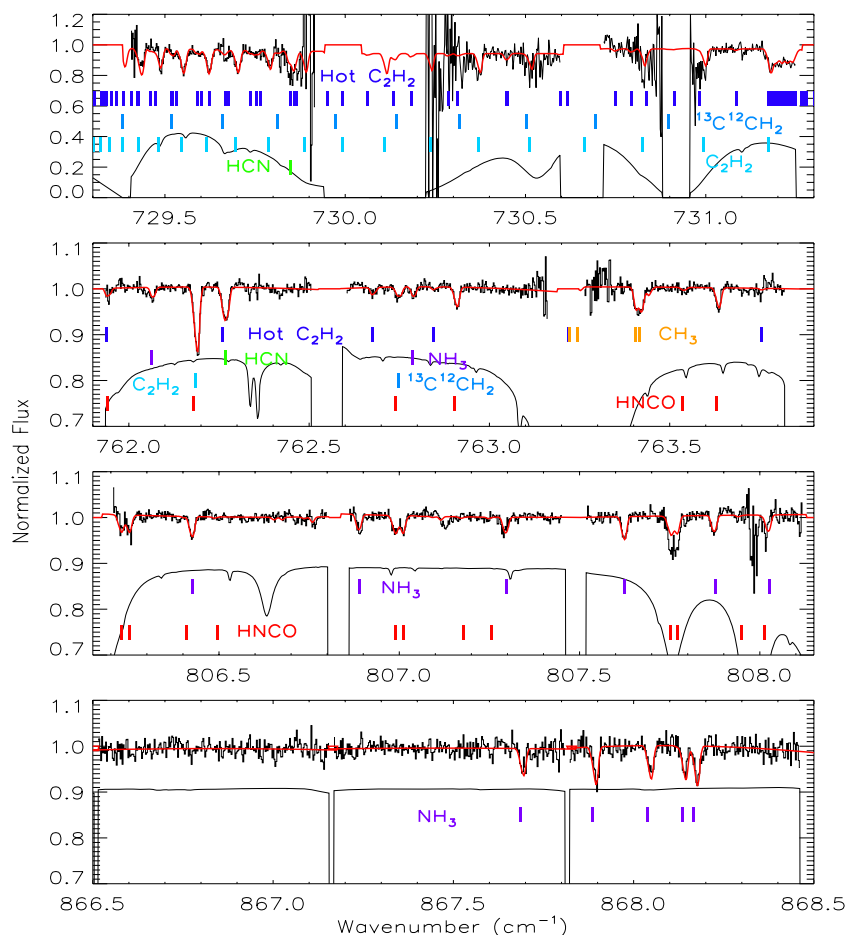 1.2
1.0
0.8
0.6
0.4
0.2
0.0
Hot C₂H₂
¹³C¹²CH₂
HCN
C₂H₂
729.5 730.0 730.5 731.0
1.1
1.0
0.9
0.8
0.7
Hot C₂H₂
CH₃
HCN
NH₃
C₂H₂
¹³C¹²CH₂
HNCO
762.0 762.5 763.0 763.5
1.1
1.0
0.9
0.8
0.7
NH₃
HNCO
806.5 807.0 807.5 808.0
1.1
1.0
0.9
0.8
0.7
NH₃
866.5 867.0 867.5 868.0 868.5
Wavenumber (cm⁻¹)
Normalized Flux